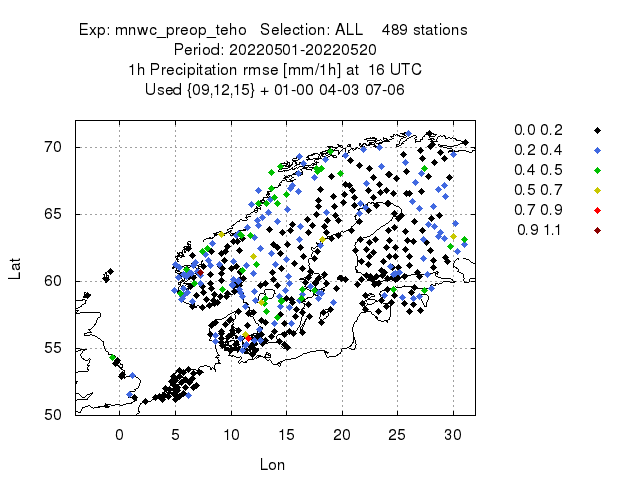 Exp: mnwc_preop_teho   Selection: ALL    489 stations
Period: 20220501-20220520
1h Precipitation rmse [mm/1h] at  16 UTC
Used {09,12,15} + 01-00 04-03 07-06
0.0 0.2
0.2 0.4
0.4 0.5
0.5 0.7
0.7 0.9
0.9 1.1
70
65
60
55
50
Lat
0 5 10 15 20 25 30
Lon